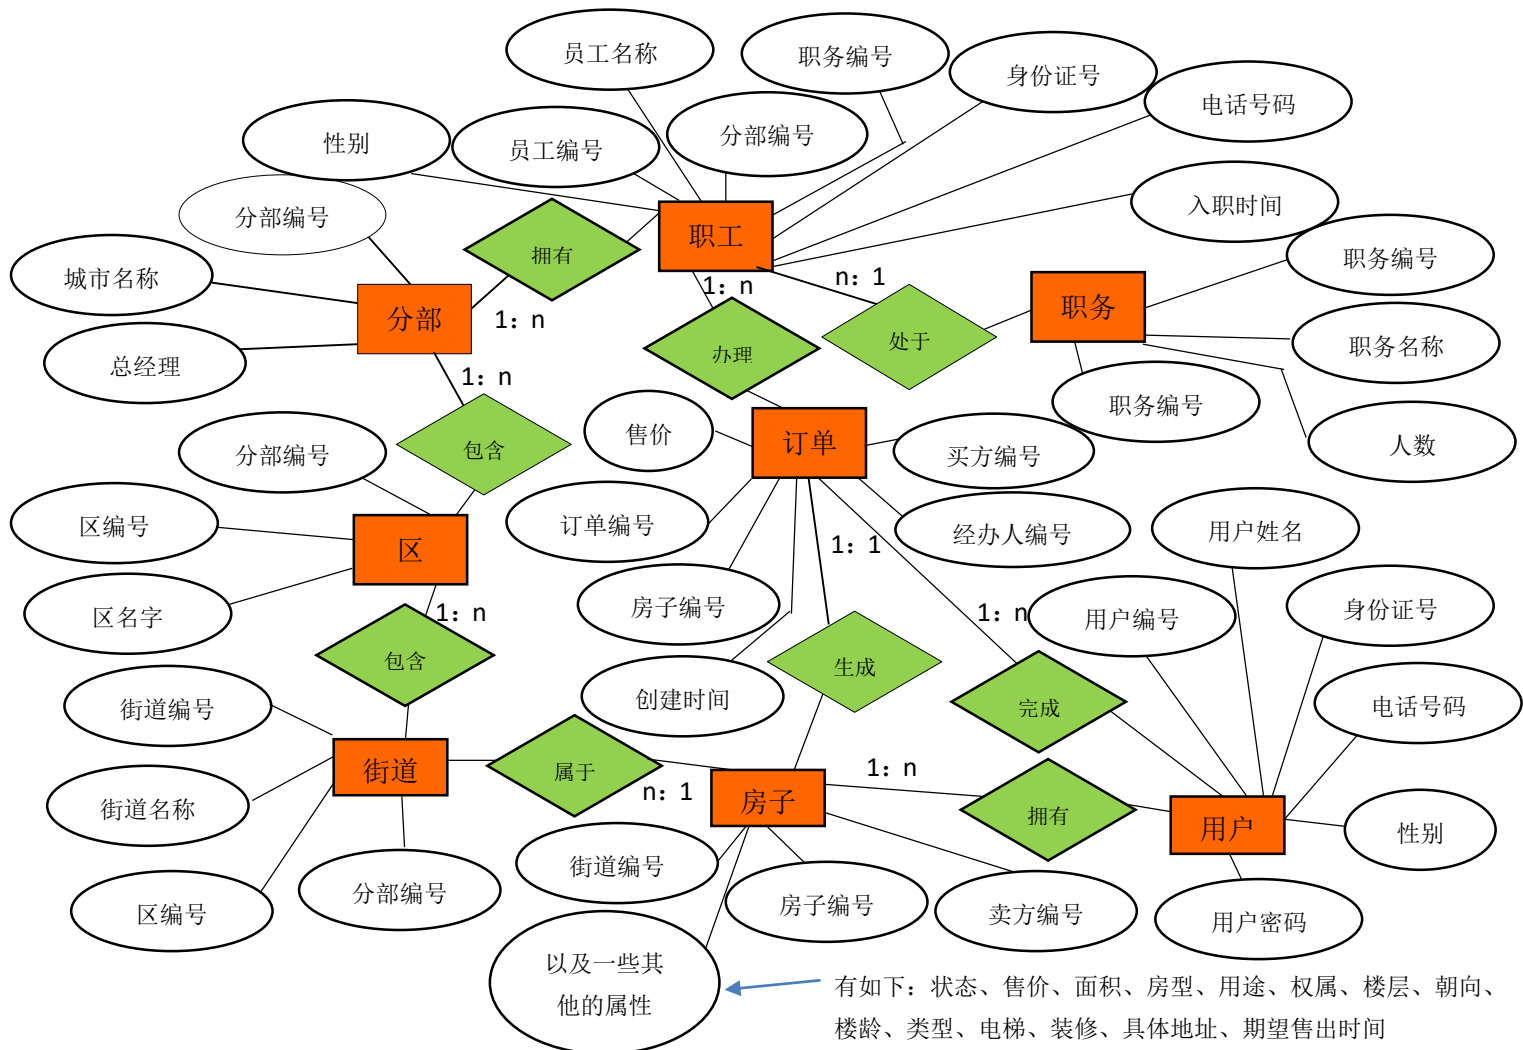 员工名称
职务编号
身份证号
电话号码
性别
员工编号
分部编号
分部编号
入职时间
职工
拥有
职务编号
城市名称
1：n
n：1
职务
分部
1：n
办理
处于
职务名称
总经理
1：n
职务编号
售价
订单
买方编号
人数
分部编号
包含
区编号
订单编号
经办人编号
用户姓名
区
1：1
区名字
1：n
房子编号
1：n
用户编号
身份证号
包含
生成
街道编号
创建时间
完成
电话号码
街道
属于
n：1
房子
1：n
街道名称
拥有
用户
性别
区编号
分部编号
街道编号
房子编号
卖方编号
用户密码
以及一些其
他的属性
有如下：状态、售价、面积、房型、用途、权属、楼层、朝向、
楼龄、类型、电梯、装修、具体地址、期望售出时间